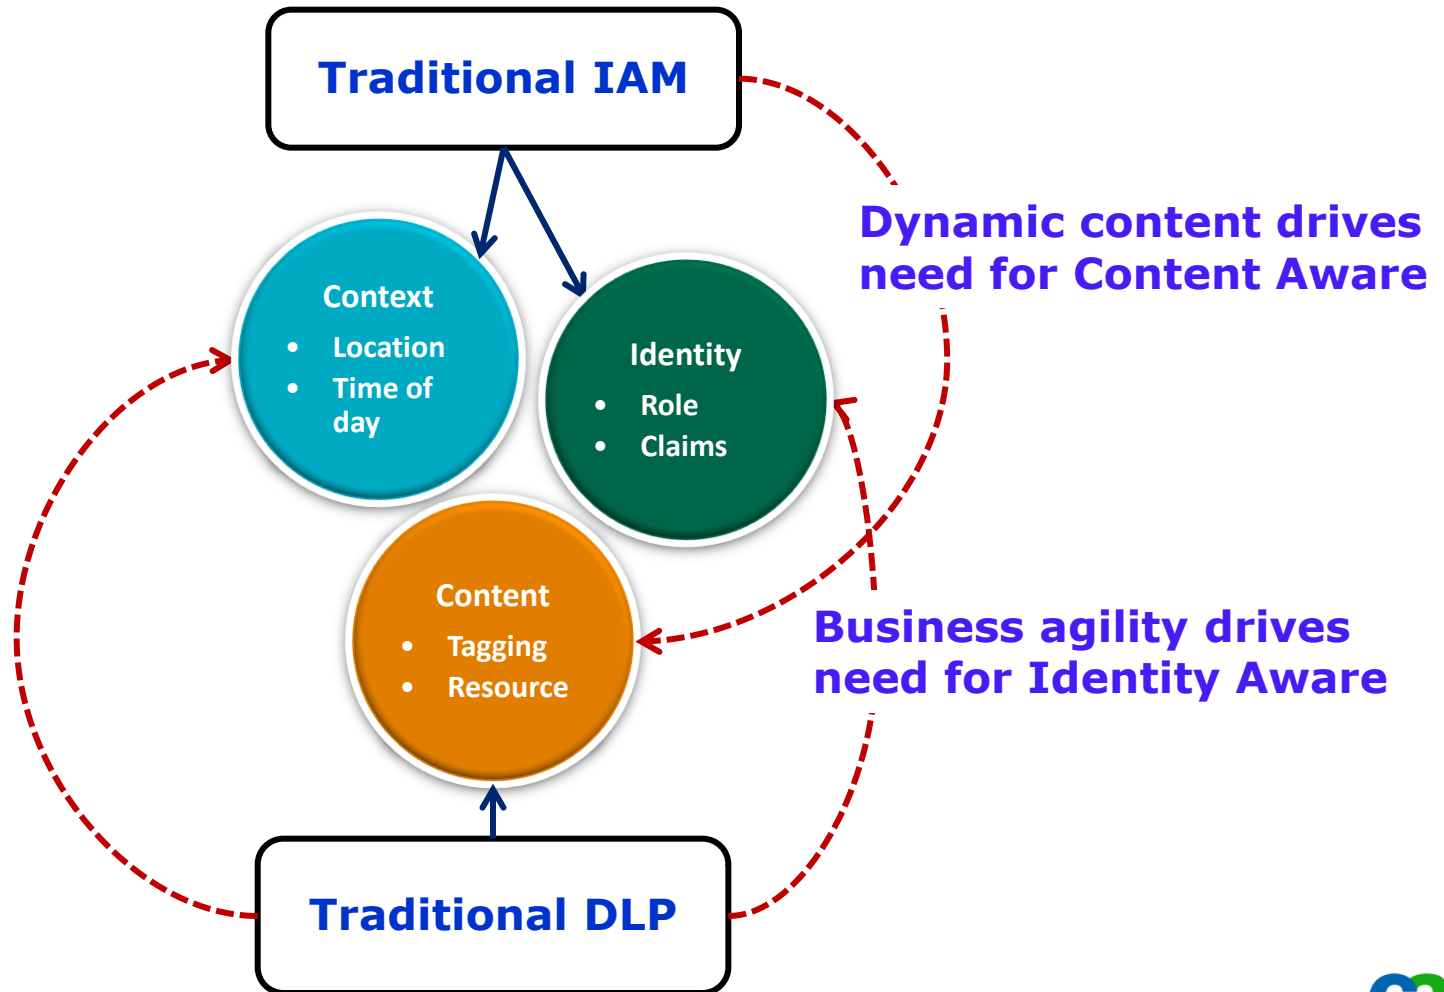 Traditional IAM
Dynamic content drives
need for Content Aware
Context
• Location
• Time of
day
Identity
• Role
• Claims
Content
• Tagging
• Resource
Business agility drives
need for Identity Aware
Traditional DLP